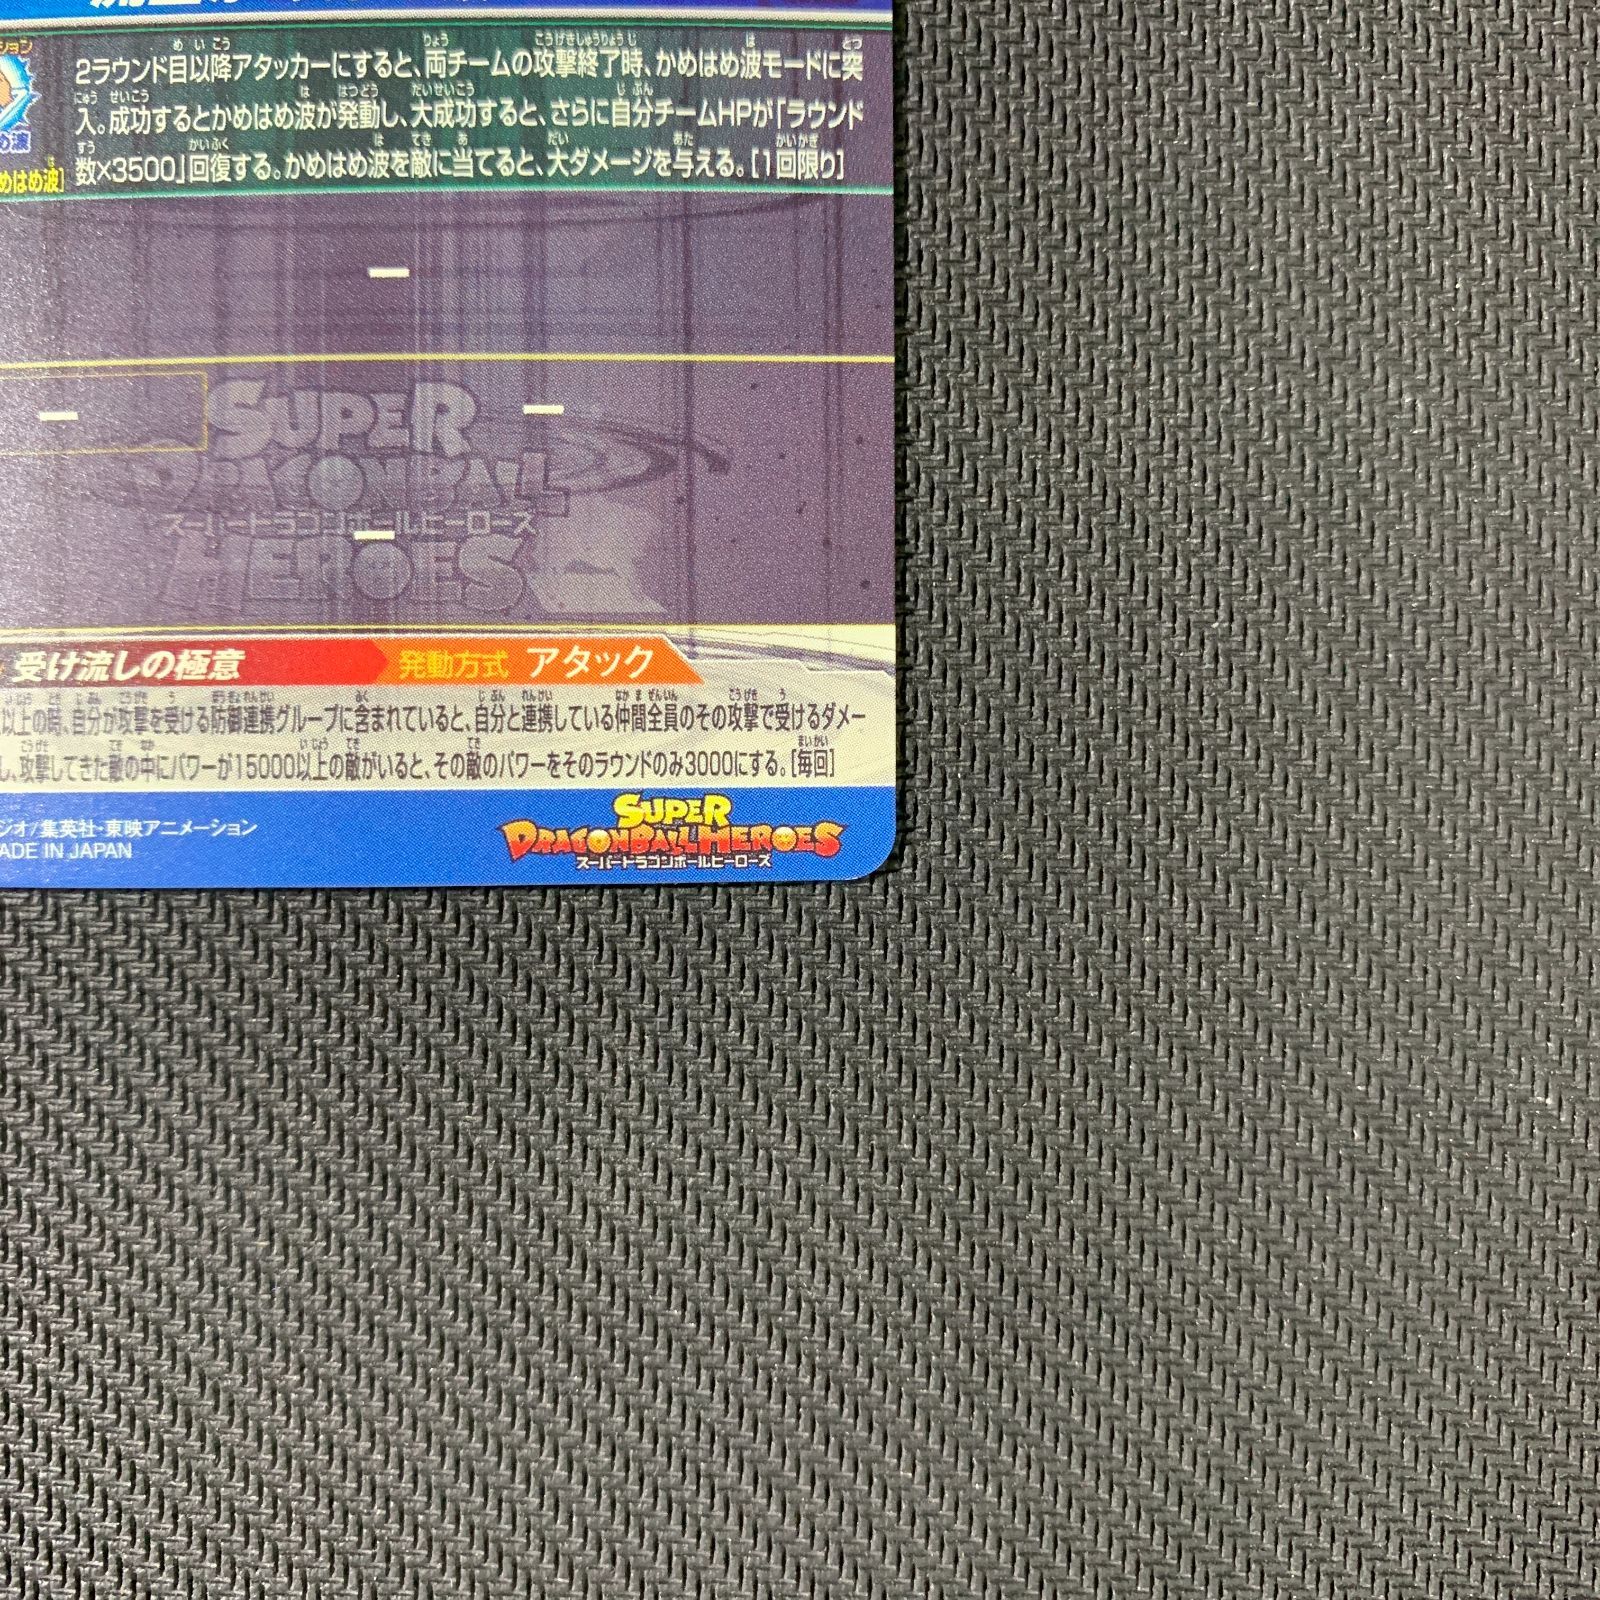 ション
2ラウンド目以降アタッカーにすると、両チームの攻撃終了時、かめはめ波モードに突
入。成功するとかめはめ波が発動し、大成功すると、さらに自分チームHPが「ラウンド
数×3500」回復する。かめはめ波を敵に当てると、大ダメージを与える。[1回限り]
め波
めはめ波]
SUPER
DRAGONBALL
スーパードラゴンボールヒーローズ
HEROES
受け流しの極意 発動方式 アタック
以上の時、自分が攻撃を受ける防御連携グループに含まれていると、自分と連携している仲間全員のその攻撃で受けるダメー
し、攻撃してきた敵の中にパワーが15000以上の敵がいると、その敵のパワーをそのラウンドのみ3000にする。[毎回]
ジオ/集英社・東映アニメーション
ADE IN JAPAN
SUPER
DRAGONBALL HEROES
スーパードラゴンボールヒーローズ